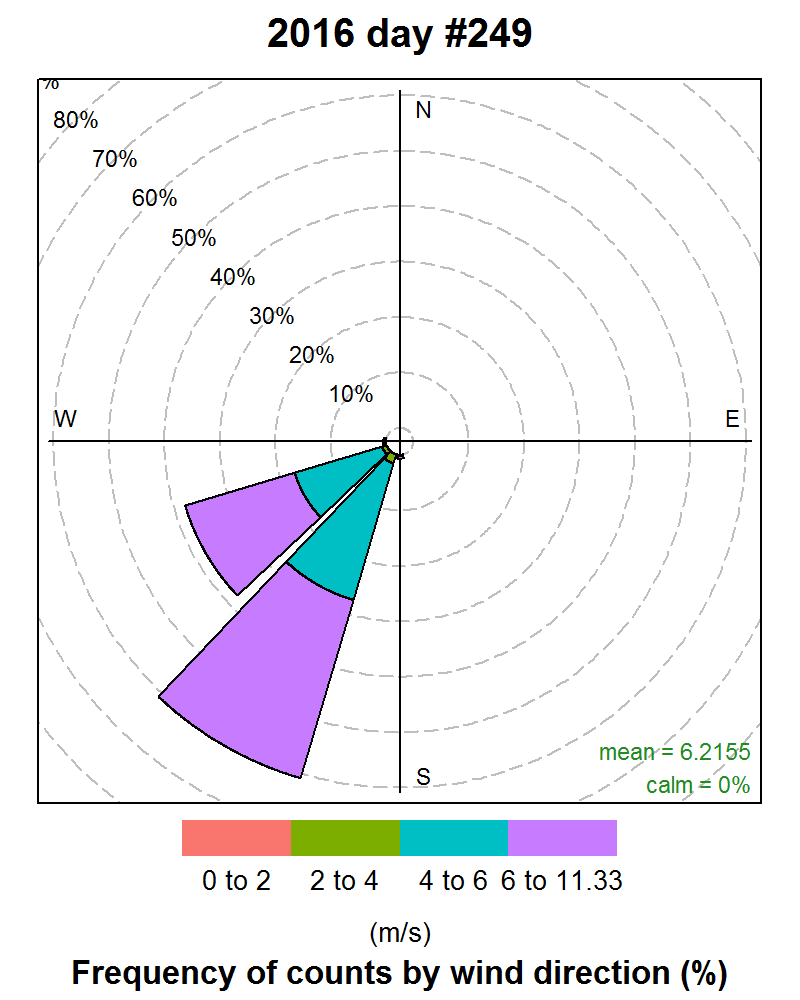 2016 day #249
%
80%
70%
60%
50%
40%
30%
20%
10%
N
W
E
S
mean = 6.2155
calm = 0%
0 to 2 2 to 4 4 to 6 6 to 11.33
(m/s)
Frequency of counts by wind direction (%)